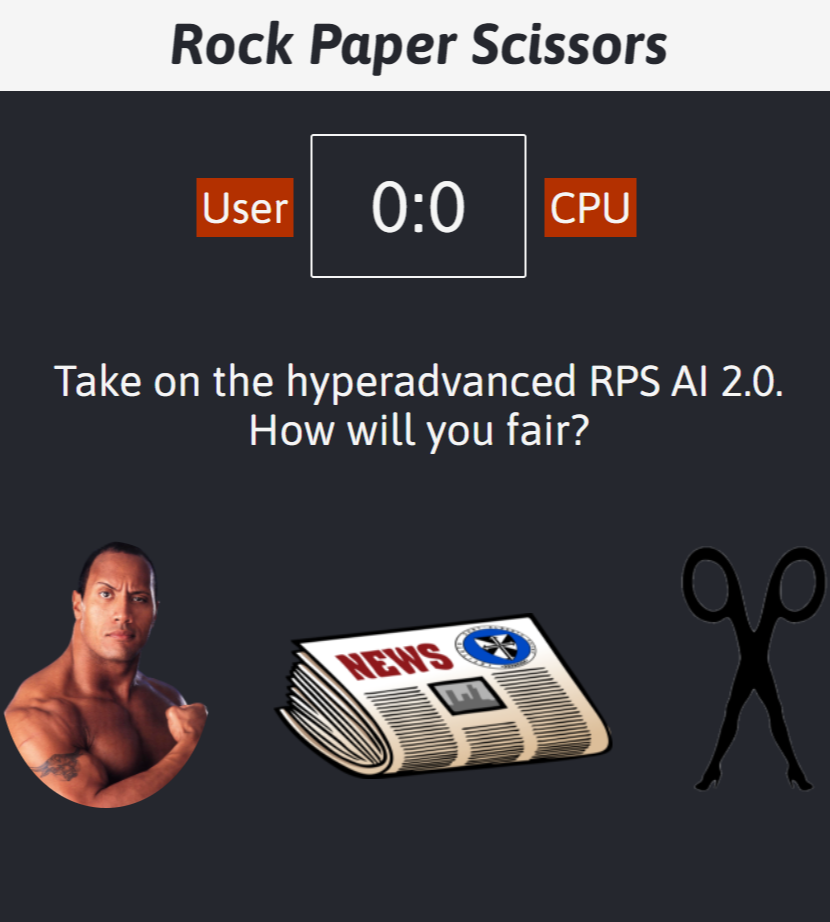 Rock Paper Scissors
User
0:0
CPU
Take on the hyperadvanced RPS AI 2.0.
How will you fair?
NEWS